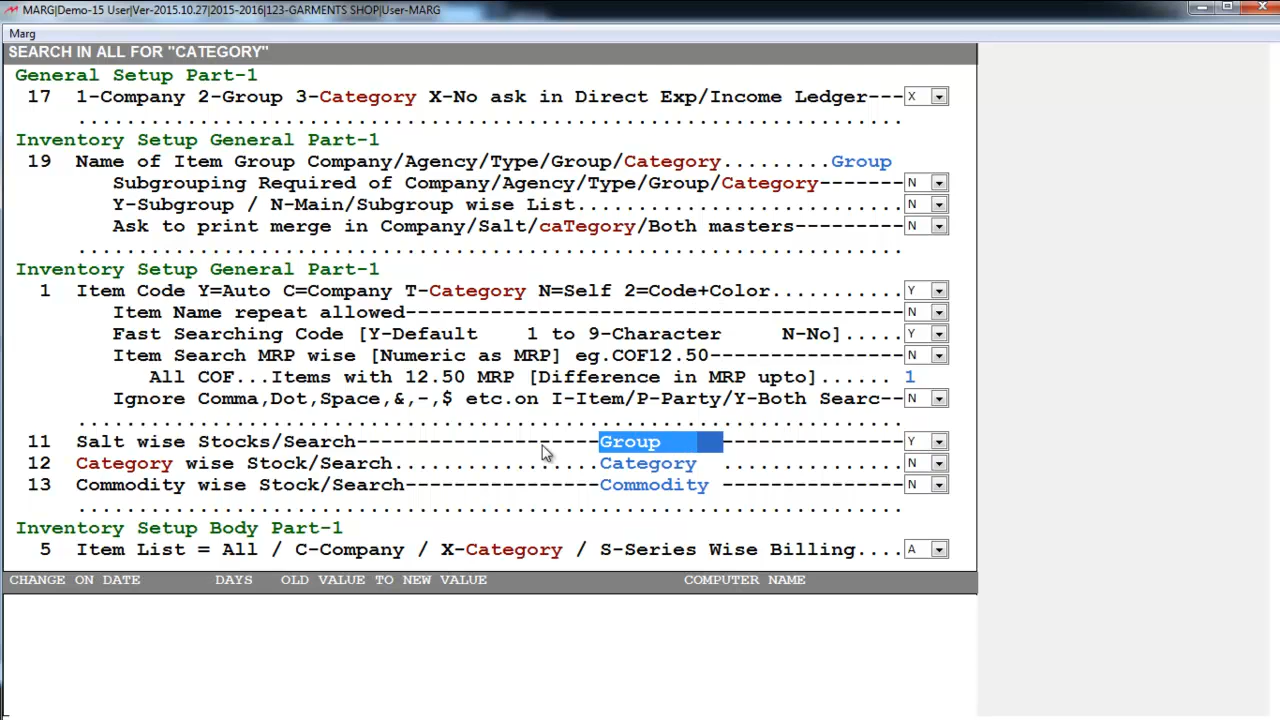 MARG|Demo-15 User|Ver-2015.10.27|2015-2016|123-GARMENTS SHOP|User-MARG
Marg
SEARCH IN ALL FOR "CATEGORY"
General Setup Part-1
17 1-Company 2-Group 3-Category X-No ask in Direct Exp/Income Ledger--- X
....................................................................
Inventory Setup General Part-1
19 Name of Item Group Company/Agency/Type/Group/Category.........Group
Subgrouping Required of Company/Agency/Type/Group/Category------- N
Y-Subgroup / N-Main/Subgroup wise List........................... N
Ask to print merge in Company/Salt/caTegory/Both masters--------- N
....................................................................
Inventory Setup General Part-1
1 Item Code Y=Auto C=Company T-Category N=Self 2=Code+Color........... Y
Item Name repeat allowed----------------------------------------- N
Fast Searching Code [Y-Default 1 to 9-Character N-No]..... Y
Item Search MRP wise [Numeric as MRP] eg.COF12.50---------------- N
All COF...Items with 12.50 MRP [Difference in MRP upto]...... 1
Ignore Comma,Dot,Space,&,-,$ etc.on I-Item/P-Party/Y-Both Searc-- N
....................................................................
11 Salt wise Stocks/Search--------------------Group --------------- Y
12 Category wise Stock/Search.................Category ............... N
13 Commodity wise Stock/Search----------------Commodity --------------- N
....................................................................
Inventory Setup Body Part-1
5 Item List = All / C-Company / X-Category / S-Series Wise Billing.... A
CHANGE ON DATE DAYS OLD VALUE TO NEW VALUE COMPUTER NAME